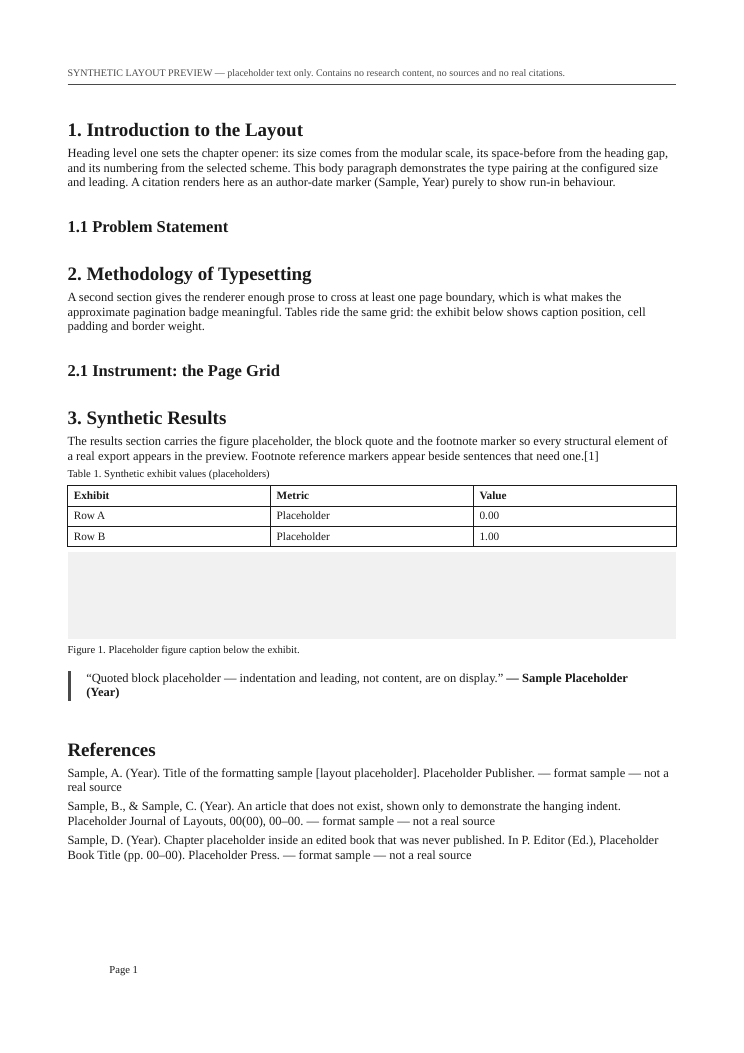 SYNTHETIC LAYOUT PREVIEW — placeholder text only. Contains no research content, no sources and no real citations.
1. Introduction to the Layout
Heading level one sets the chapter opener: its size comes from the modular scale, its space-before from the heading gap,
and its numbering from the selected scheme. This body paragraph demonstrates the type pairing at the configured size
and leading. A citation renders here as an author-date marker (Sample, Year) purely to show run-in behaviour.
1.1 Problem Statement
2. Methodology of Typesetting
A second section gives the renderer enough prose to cross at least one page boundary, which is what makes the
approximate pagination badge meaningful. Tables ride the same grid: the exhibit below shows caption position, cell
padding and border weight.
2.1 Instrument: the Page Grid
3. Synthetic Results
The results section carries the figure placeholder, the block quote and the footnote marker so every structural element of
a real export appears in the preview. Footnote reference markers appear beside sentences that need one.[1]
Table 1. Synthetic exhibit values (placeholders)
Exhibit Metric Value
Row A Placeholder 0.00
Row B Placeholder 1.00
Figure 1. Placeholder figure caption below the exhibit.
“Quoted block placeholder — indentation and leading, not content, are on display.” — Sample Placeholder
(Year)
References
Sample, A. (Year). Title of the formatting sample [layout placeholder]. Placeholder Publisher. — format sample — not a
real source
Sample, B., & Sample, C. (Year). An article that does not exist, shown only to demonstrate the hanging indent.
Placeholder Journal of Layouts, 00(00), 00–00. — format sample — not a real source
Sample, D. (Year). Chapter placeholder inside an edited book that was never published. In P. Editor (Ed.), Placeholder
Book Title (pp. 00–00). Placeholder Press. — format sample — not a real source
Page 1